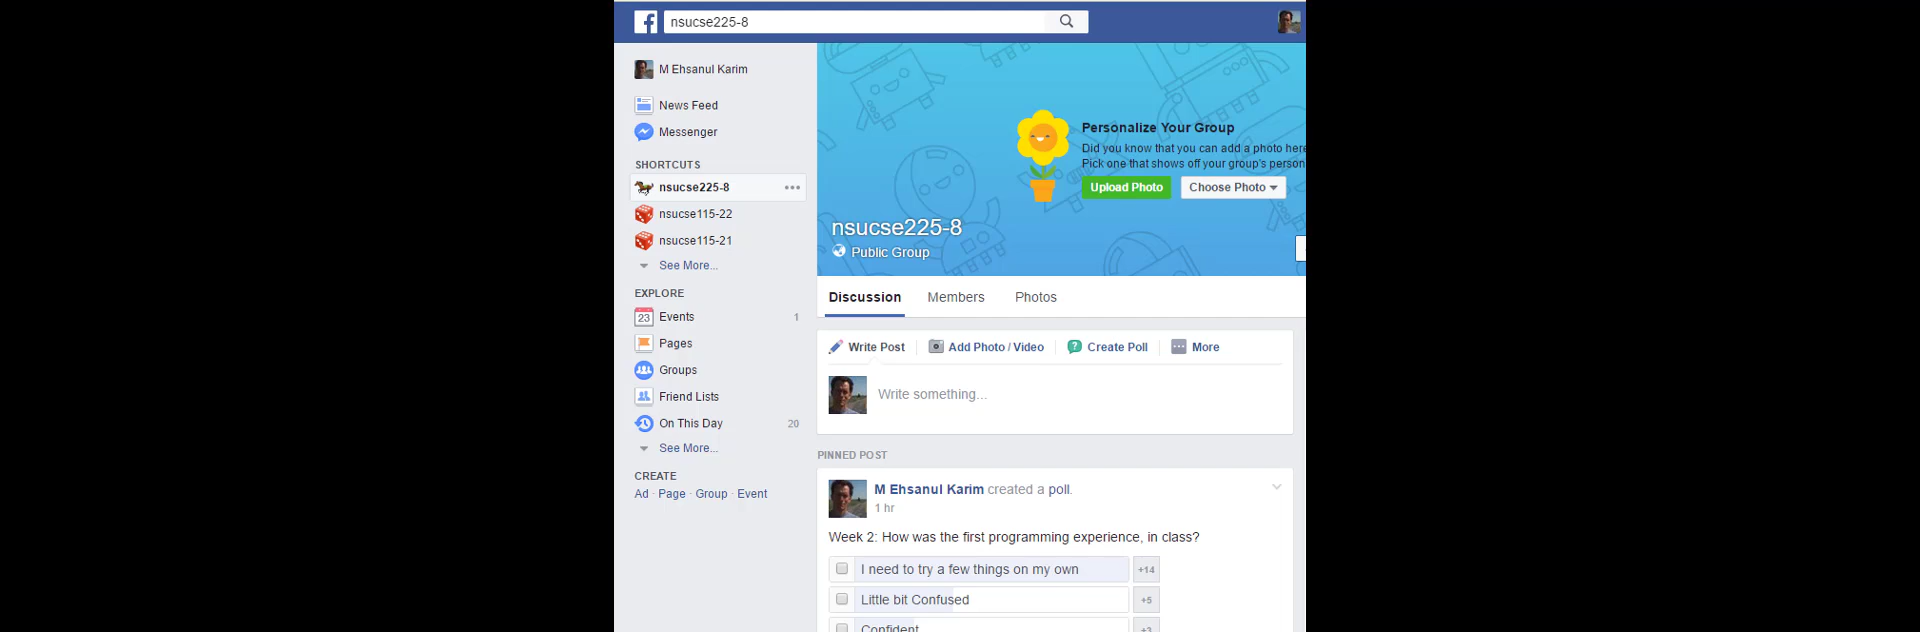 nsucse225-8
M Ehsanul Karim
News Feed
Messenger
SHORTCUTS
nsucse225-8
nsucse115-22
nsucse115-21
See More...
EXPLORE
23 Events 1
Pages
Groups
Friend Lists
On This Day 20
See More...
CREATE
Ad · Page · Group · Event
Personalize Your Group
Did you know that you can add a photo here
Pick one that shows off your group's person
Upload Photo Choose Photo
nsucse225-8
Public Group
Discussion Members Photos
Write Post Add Photo / Video Create Poll More
Write something...
PINNED POST
M Ehsanul Karim created a poll.
1 hr
Week 2: How was the first programming experience, in class?
I need to try a few things on my own +14
Little bit Confused +5
Confident +3